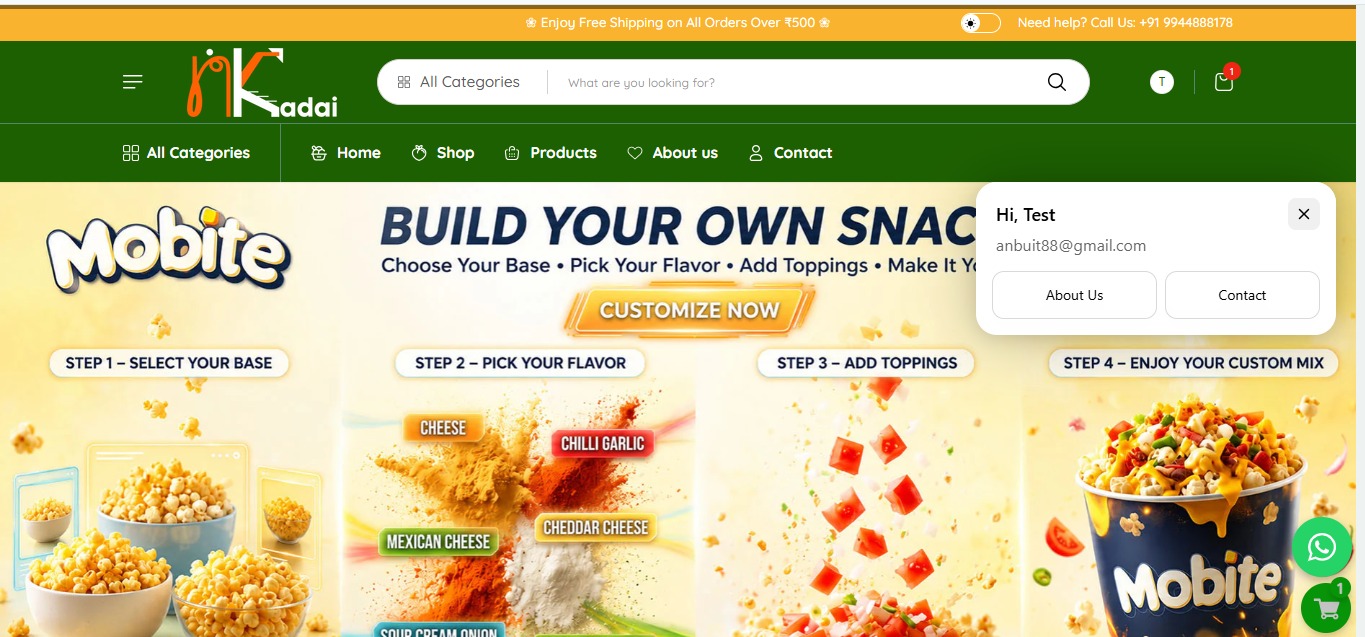 ❀ Enjoy Free Shipping on All Orders Over ₹500 ❀
Need help? Call Us: +91 9944888178
Kadai
All Categories
What are you looking for?
T
1
All Categories
Home
Shop
Products
About us
Contact
Hi, Test
anbuit88@gmail.com
About Us
Contact
Mobite
BUILD YOUR OWN SNAC
Choose Your Base • Pick Your Flavor • Add Toppings • Make It Yo
CUSTOMIZE NOW
STEP 1 – SELECT YOUR BASE
STEP 2 – PICK YOUR FLAVOR
STEP 3 – ADD TOPPINGS
STEP 4 – ENJOY YOUR CUSTOM MIX
CHEESE
CHILLI GARLIC
CHEDDAR CHEESE
MEXICAN CHEESE
SOUR CREAM ONION
Mobite
1